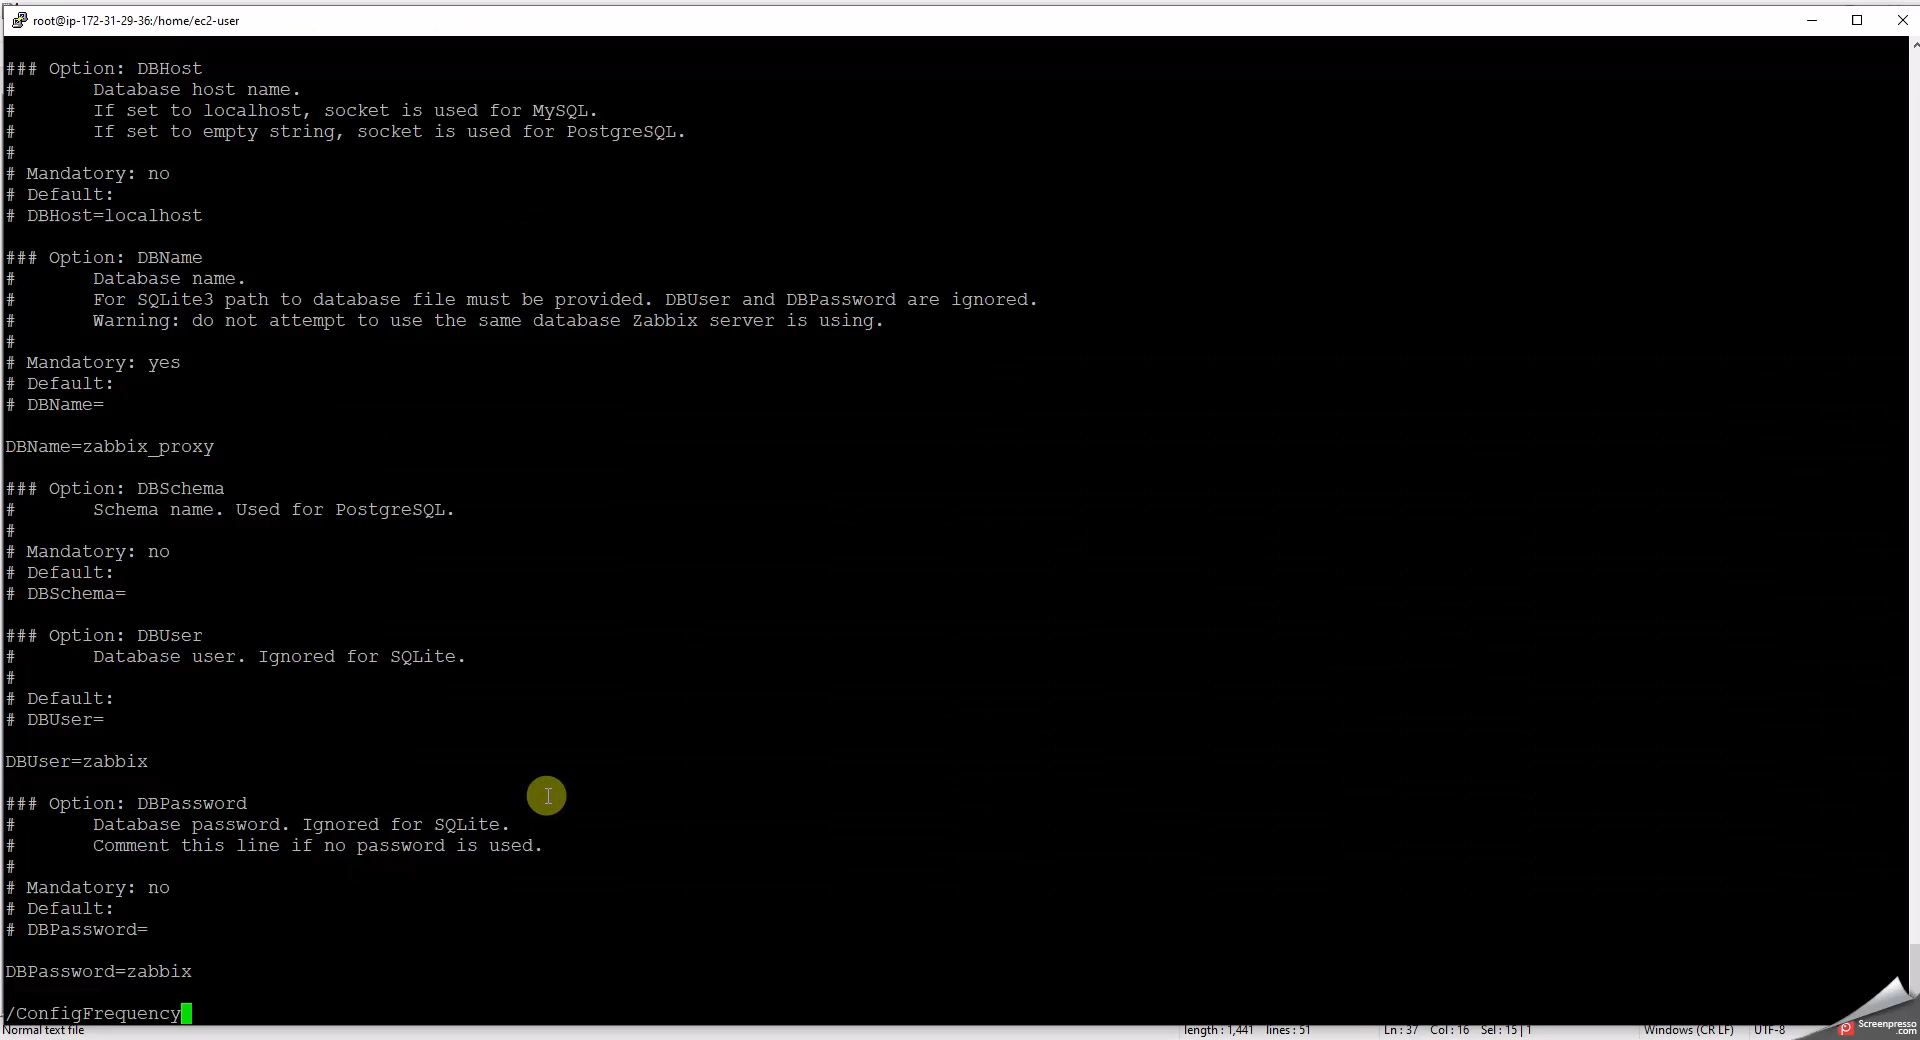 root@ip-172-31-29-36:/home/ec2-user
### Option: DBHost
# Database host name.
# If set to localhost, socket is used for MySQL.
# If set to empty string, socket is used for PostgreSQL.
#
# Mandatory: no
# Default:
# DBHost=localhost
### Option: DBName
# Database name.
# For SQLite3 path to database file must be provided. DBUser and DBPassword are ignored.
# Warning: do not attempt to use the same database Zabbix server is using.
#
# Mandatory: yes
# Default:
# DBName=
DBName=zabbix_proxy
### Option: DBSchema
# Schema name. Used for PostgreSQL.
#
# Mandatory: no
# Default:
# DBSchema=
### Option: DBUser
# Database user. Ignored for SQLite.
#
# Default:
# DBUser=
DBUser=zabbix
### Option: DBPassword
# Database password. Ignored for SQLite.
# Comment this line if no password is used.
#
# Mandatory: no
# Default:
# DBPassword=
DBPassword=zabbix
/ConfigFrequency
Normal text file length : 1,441 lines : 51 Ln : 37 Col : 16 Sel : 15 | 1 Windows (CR LF) UTF-8
Screenpresso
.com